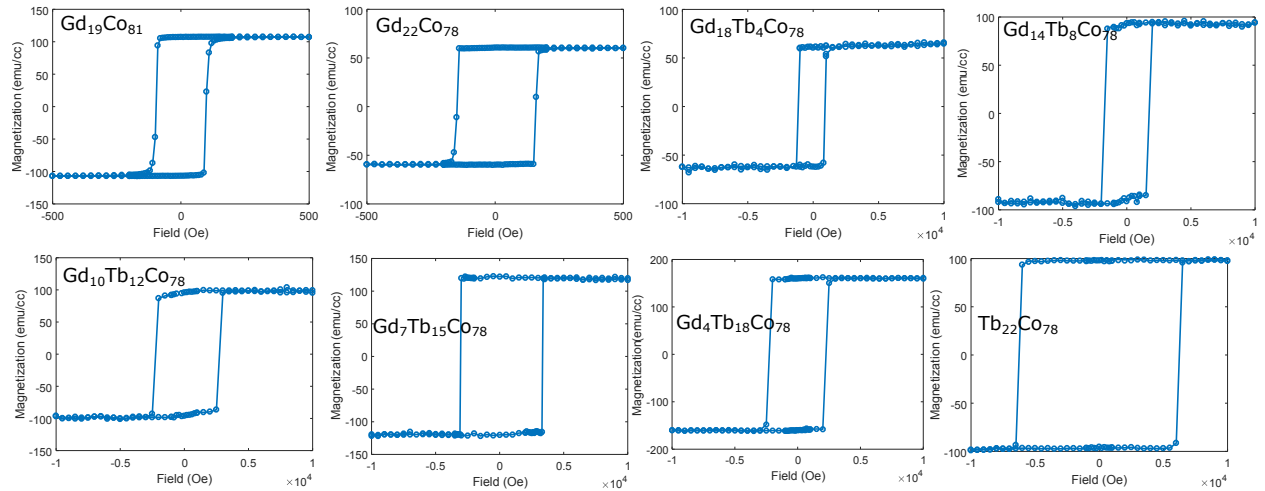 Gd19Co81
150
100
50
0
-50
-100
-150
-500 0 500
Field (Oe)
Magnetization (emu/cc)
Gd22Co78
100
50
0
-50
-100
-500 0 500
Field (Oe)
Magnetization (emu/cc)
Gd18Tb4Co78
100
50
0
-50
-100
-1 -0.5 0 0.5 1
Field (Oe) ×10^4
Magnetization (emu/cc)
Gd14Tb8Co78
100
50
0
-50
-100
-1 -0.5 0 0.5 1
Field (Oe)
×10^4
Magnetization (emu/cc)
Gd10Tb12Co78
150
100
50
0
-50
-100
-150
-1 -0.5 0 0.5 1
Field (Oe)
×10^4
Magnetization (emu/cc)
Gd7Tb15Co78
150
100
50
0
-50
-100
-150
-1 -0.5 0 0.5 1
Field (Oe)
×10^4
Magnetization (emu/cc)
Gd4Tb18Co78
200
100
0
-100
-200
-1 -0.5 0 0.5 1
Field (Oe)
×10^4
Magnetization(emu/cc)
Tb22Co78
100
50
0
-50
-100
-1 -0.5 0 0.5 1
Field (Oe)
×10^4
Magnetization (emu/cc)